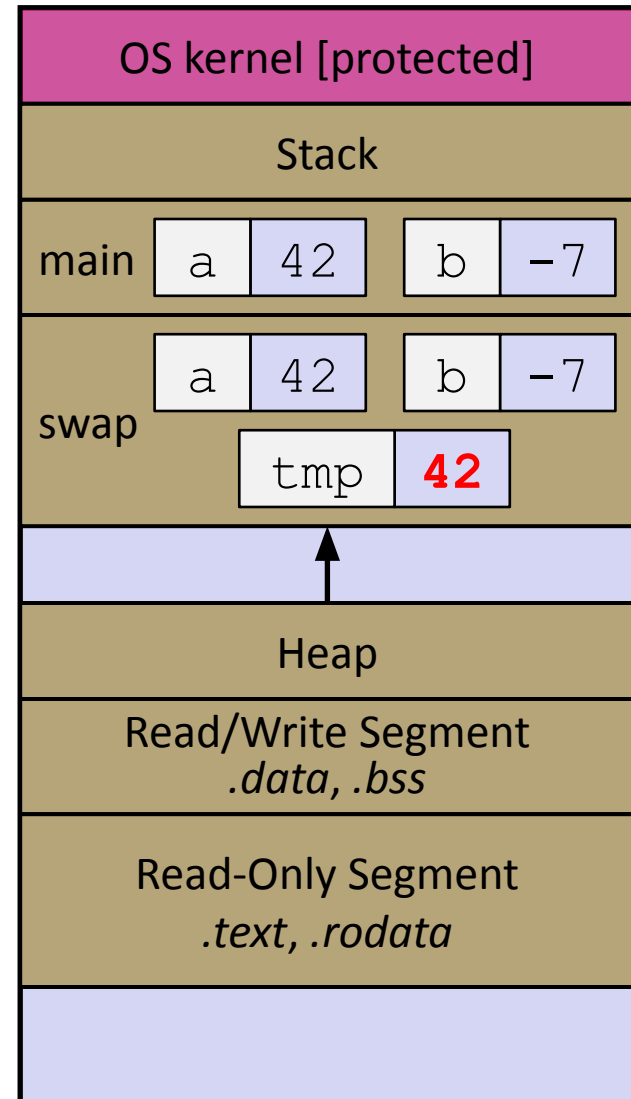 OS kernel [protected]
Stack
main a 42 b -7
a 42 b -7
swap
tmp 42
Heap
Read/Write Segment
.data, .bss
Read-Only Segment
.text, .rodata